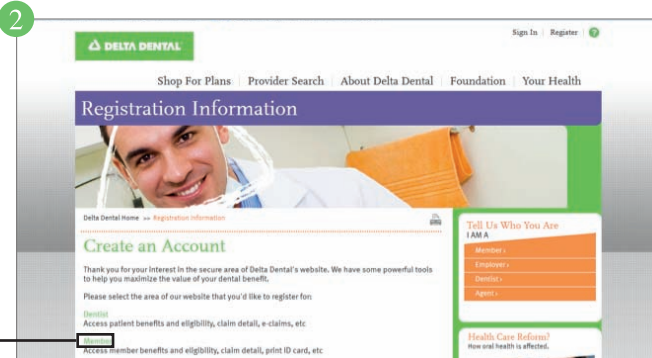 2
DELTA DENTAL
Sign In Register ?
Shop For Plans Provider Search About Delta Dental Foundation Your Health
Registration Information
Delta Dental Home >> Registration Information
Create an Account
Thank you for your interest in the secure area of Delta Dental's website. We have some powerful tools
to help you maximize the value of your dental benefit.
Please select the area of our website that you'd like to register for:
Dentist
Access patient benefits and eligibility, claim detail, e-claims, etc
Member
Access member benefits and eligibility, claim detail, print ID card, etc
Tell Us Who You Are
I AM A
Member ›
Employer ›
Dentist ›
Agent ›
Health Care Reform?
How oral health is affected.